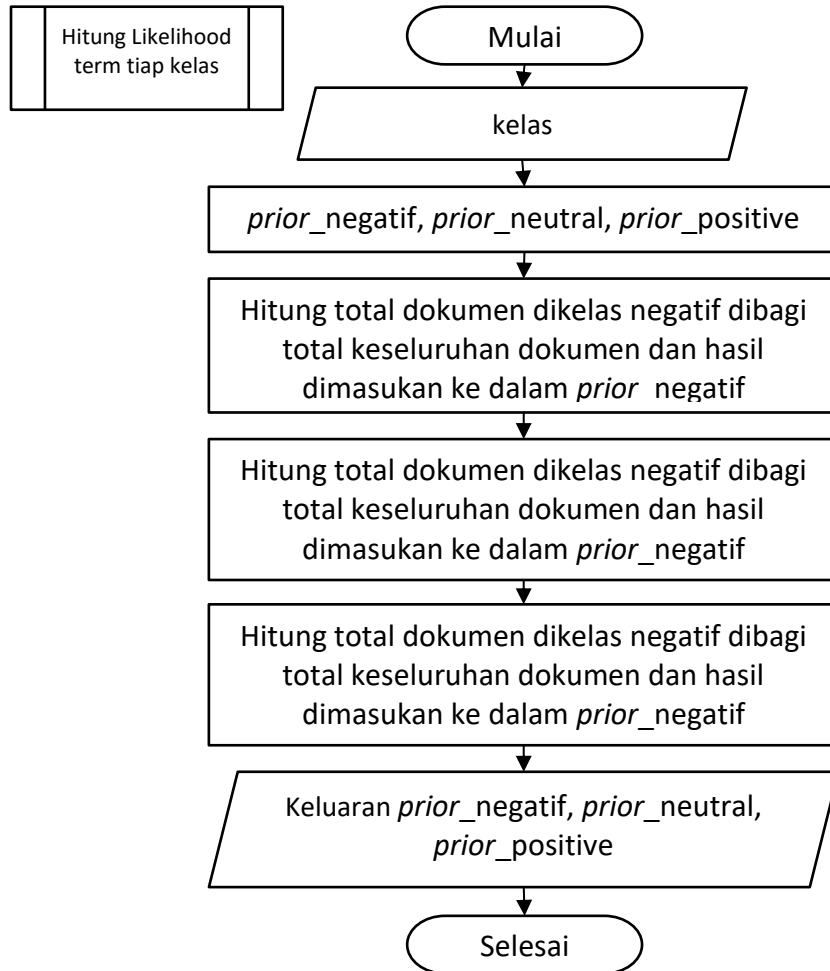 Hitung Likelihood
term tiap kelas
Mulai
kelas
prior_negatif, prior_neutral, prior_positive
Hitung total dokumen dikelas negatif dibagi
total keseluruhan dokumen dan hasil
dimasukan ke dalam prior_negatif
Hitung total dokumen dikelas negatif dibagi
total keseluruhan dokumen dan hasil
dimasukan ke dalam prior_negatif
Hitung total dokumen dikelas negatif dibagi
total keseluruhan dokumen dan hasil
dimasukan ke dalam prior_negatif
Keluaran prior_negatif, prior_neutral,
prior_positive
Selesai